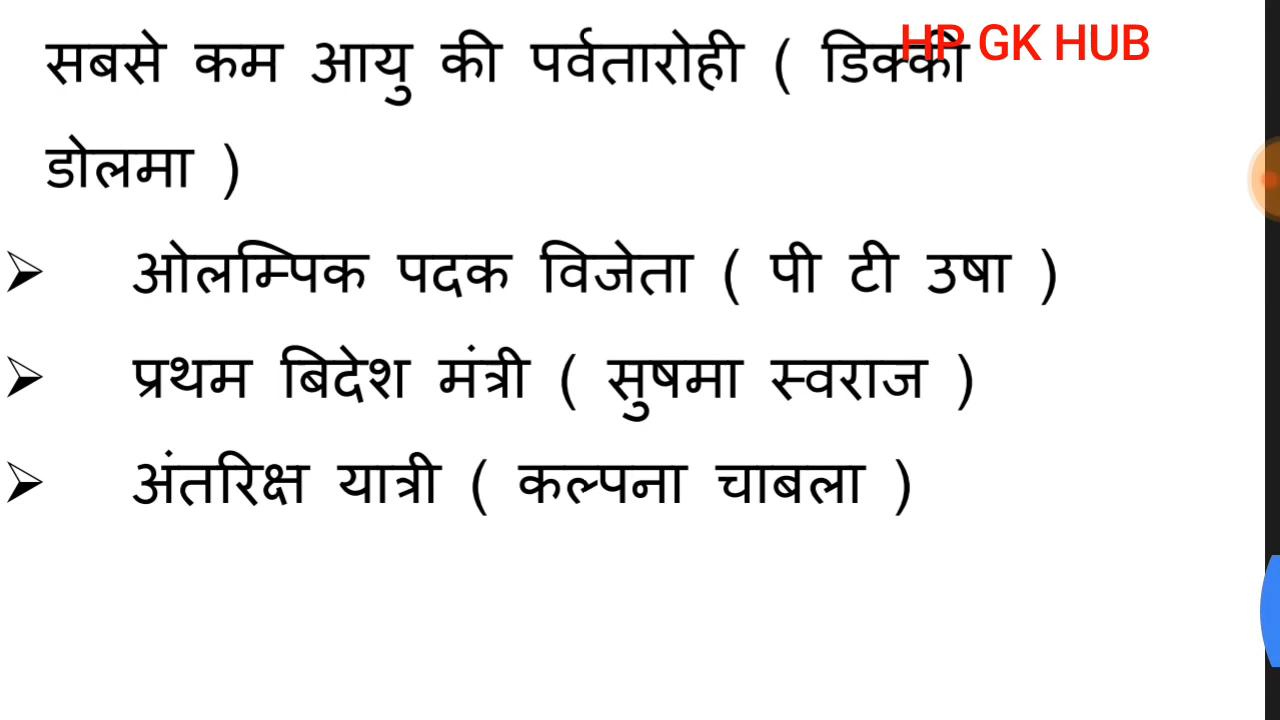 HP GK HUB
सबसे कम आयु की पर्वतारोही ( डिक्की
डोलमा )
➢ ओलम्पिक पदक विजेता ( पी टी उषा )
➢ प्रथम बिदेश मंत्री ( सुषमा स्वराज )
➢ अंतरिक्ष यात्री ( कल्पना चाबला )